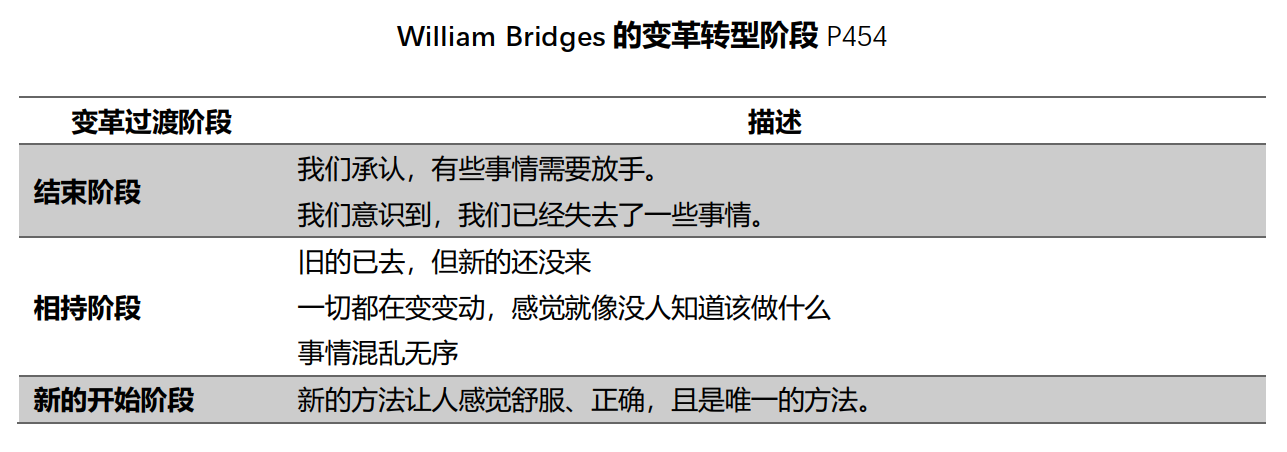 William Bridges 的变革转型阶段 P454
变革过渡阶段 描述
结束阶段
我们承认，有些事情需要放手。
我们意识到，我们已经失去了一些事情。
相持阶段
旧的已去，但新的还没来
一切都在变变动，感觉就像没人知道该做什么
事情混乱无序
新的开始阶段 新的方法让人感觉舒服、正确，且是唯一的方法。